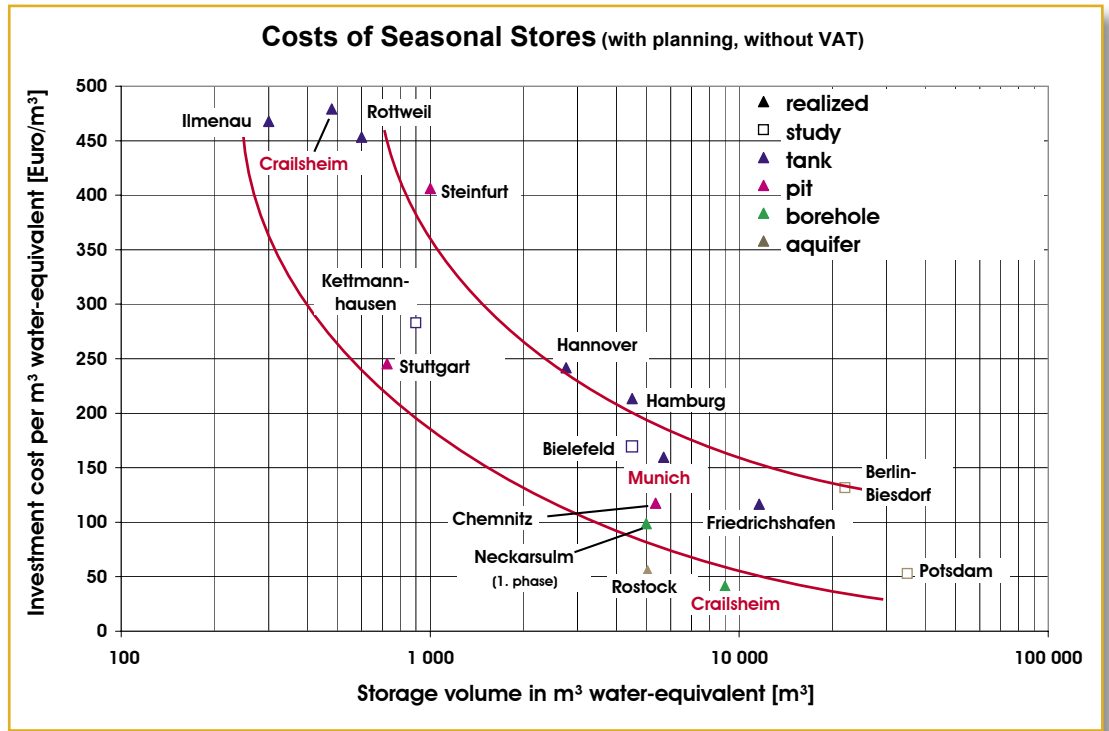 Costs of Seasonal Stores (with planning, without VAT)
Investment cost per m³ water-equivalent [Euro/m³]
500
450
400
350
300
250
200
150
100
50
0
Ilmenau
Crailsheim
Rottweil
Steinfurt
Kettmann-
hausen
Stuttgart
Hannover
Hamburg
Bielefeld
Munich
Chemnitz
Neckarsulm
(1. phase)
Rostock
Crailsheim
Friedrichshafen
Berlin-
Biesdorf
Potsdam
realized
study
tank
pit
borehole
aquifer
100
1 000
10 000
100 000
Storage volume in m³ water-equivalent [m³]